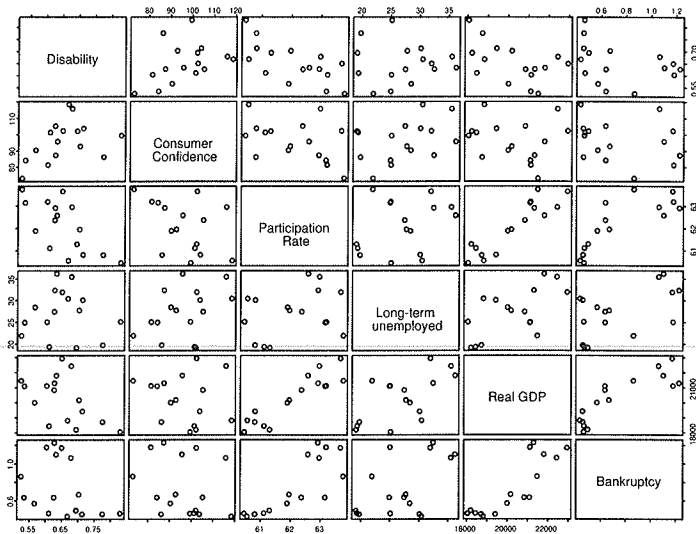 80 90 100 110 120
20 25 30 35
0.6 0.8 1.0 1.2
Disability
0.55 0.70
80 90 110
Consumer
Confidence
Participation
Rate
61 62 63
20 25 30 35
Long-term
unemployed
Real GDP
18000 21000
0.6 1.0
Bankruptcy
0.55 0.65 0.75
61 62 63
16000 20000 22000